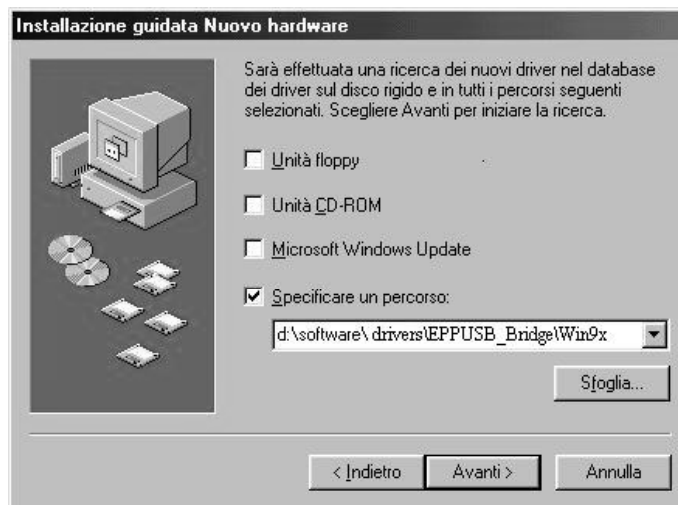 Installazione guidata Nuovo hardware
Sarà effettuata una ricerca dei nuovi driver nel database
dei driver sul disco rigido e in tutti i percorsi seguenti
selezionati. Scegliere Avanti per iniziare la ricerca.
Unità floppy
Unità CD-ROM
Microsoft Windows Update
Specificare un percorso:
d:\software\ drivers\EPPUSB_Bridge\Win9x
Sfoglia...
< Indietro
Avanti >
Annulla